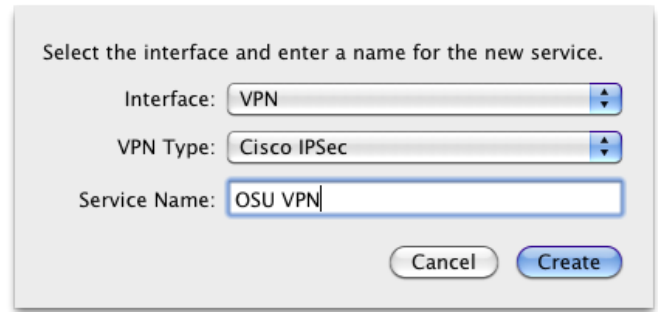 Select the interface and enter a name for the new service.
Interface: VPN
VPN Type: Cisco IPSec
Service Name: OSU VPN
Cancel Create